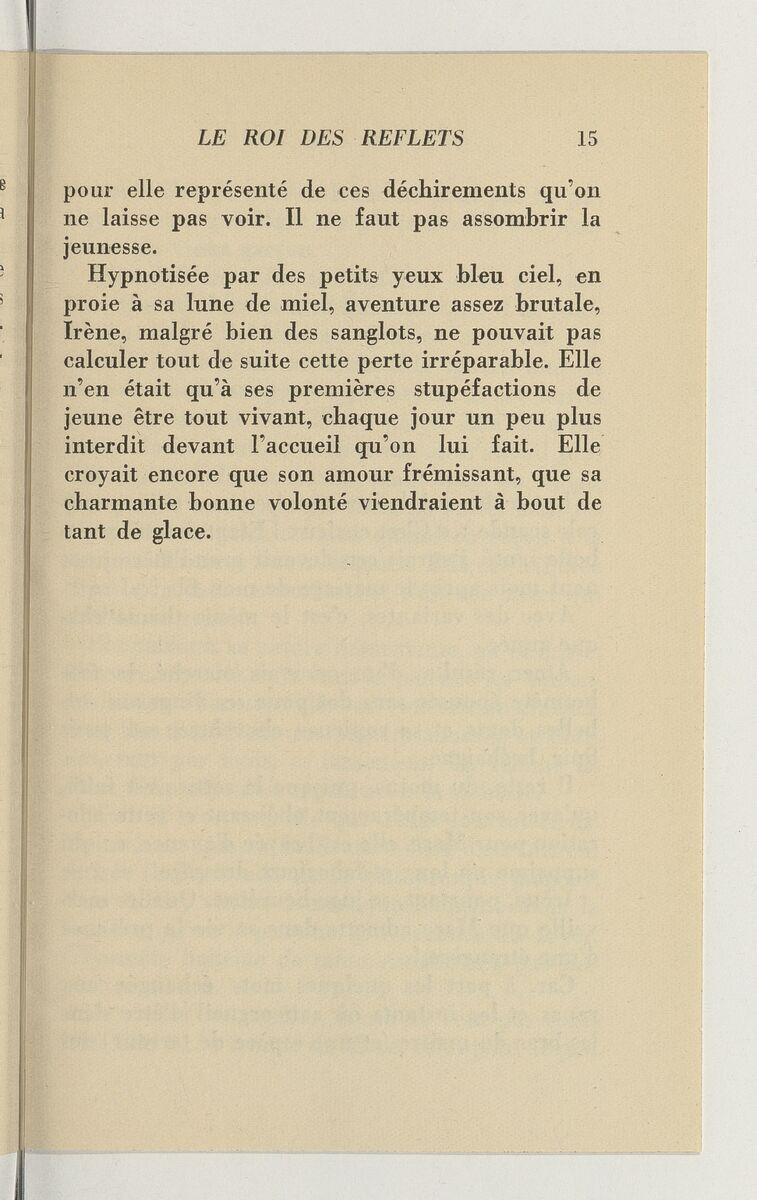 LE ROI DES REFLETS 15
pour elle représenté de ces déchirements qu'on
ne laisse pas voir. Il ne faut pas assombrir la
jeunesse.
Hypnotisée par des petits yeux bleu ciel, en
proie à sa lune de miel, aventure assez brutale,
Irène, malgré bien des sanglots, ne pouvait pas
calculer tout de suite cette perte irréparable. Elle
n'en était qu'à ses premières stupéfactions de
jeune être tout vivant, chaque jour un peu plus
interdit devant l'accueil qu'on lui fait. Elle
croyait encore que son amour frémissant, que sa
charmante bonne volonté viendraient à bout de
tant de glace.